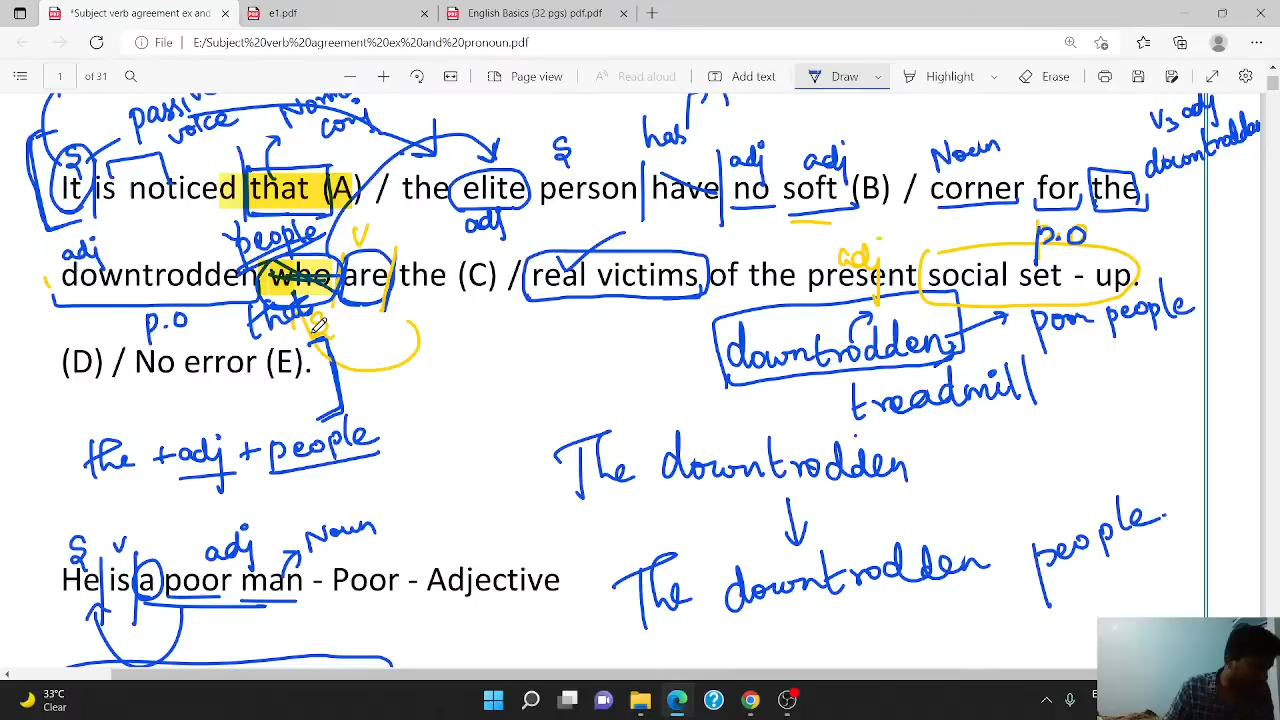 *Subject verb agreement ex and
e1.pdf
English Basics (32 pgs) pdf.pdf
File
E:/Subject%20verb%20agreement%20ex%20and%20pronoun.pdf
1 of 31
Page view
Read aloud
Add text
Draw
Highlight
Erase
passive voice
S
has
adj
adj
Noun
V3 adj
downtrodden
It is noticed that (A) / the elite person have no soft (B) / corner for the
adj
people
adj
V
p.o
adj
downtrodden who are the (C) / real victims of the present social set - up.
p.o
that
S
poor people
downtrodden
(D) / No error (E).
treadmill
the + adj + people
The downtrodden
The downtrodden people.
S
V
adj
Noun
He is a poor man - Poor - Adjective
33°C
Clear